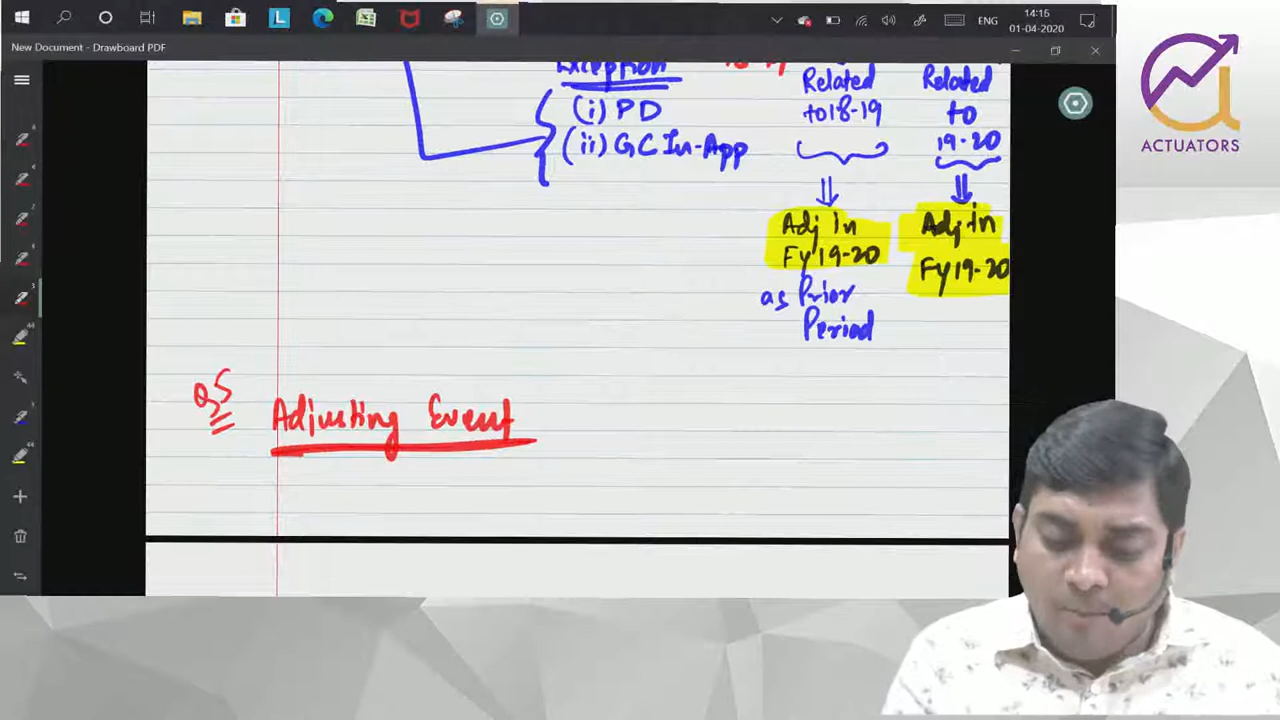 14:15
ENG
01-04-2020
New Document - Drawboard PDF
Exception
(i) PD
(ii) GC In-App
Related
to 18-19
Related
to
19-20
Adj in
Fy 19-20
as Prior
Period
Adj in
Fy 19-20
Q5
Adjusting Event
ACTUATORS